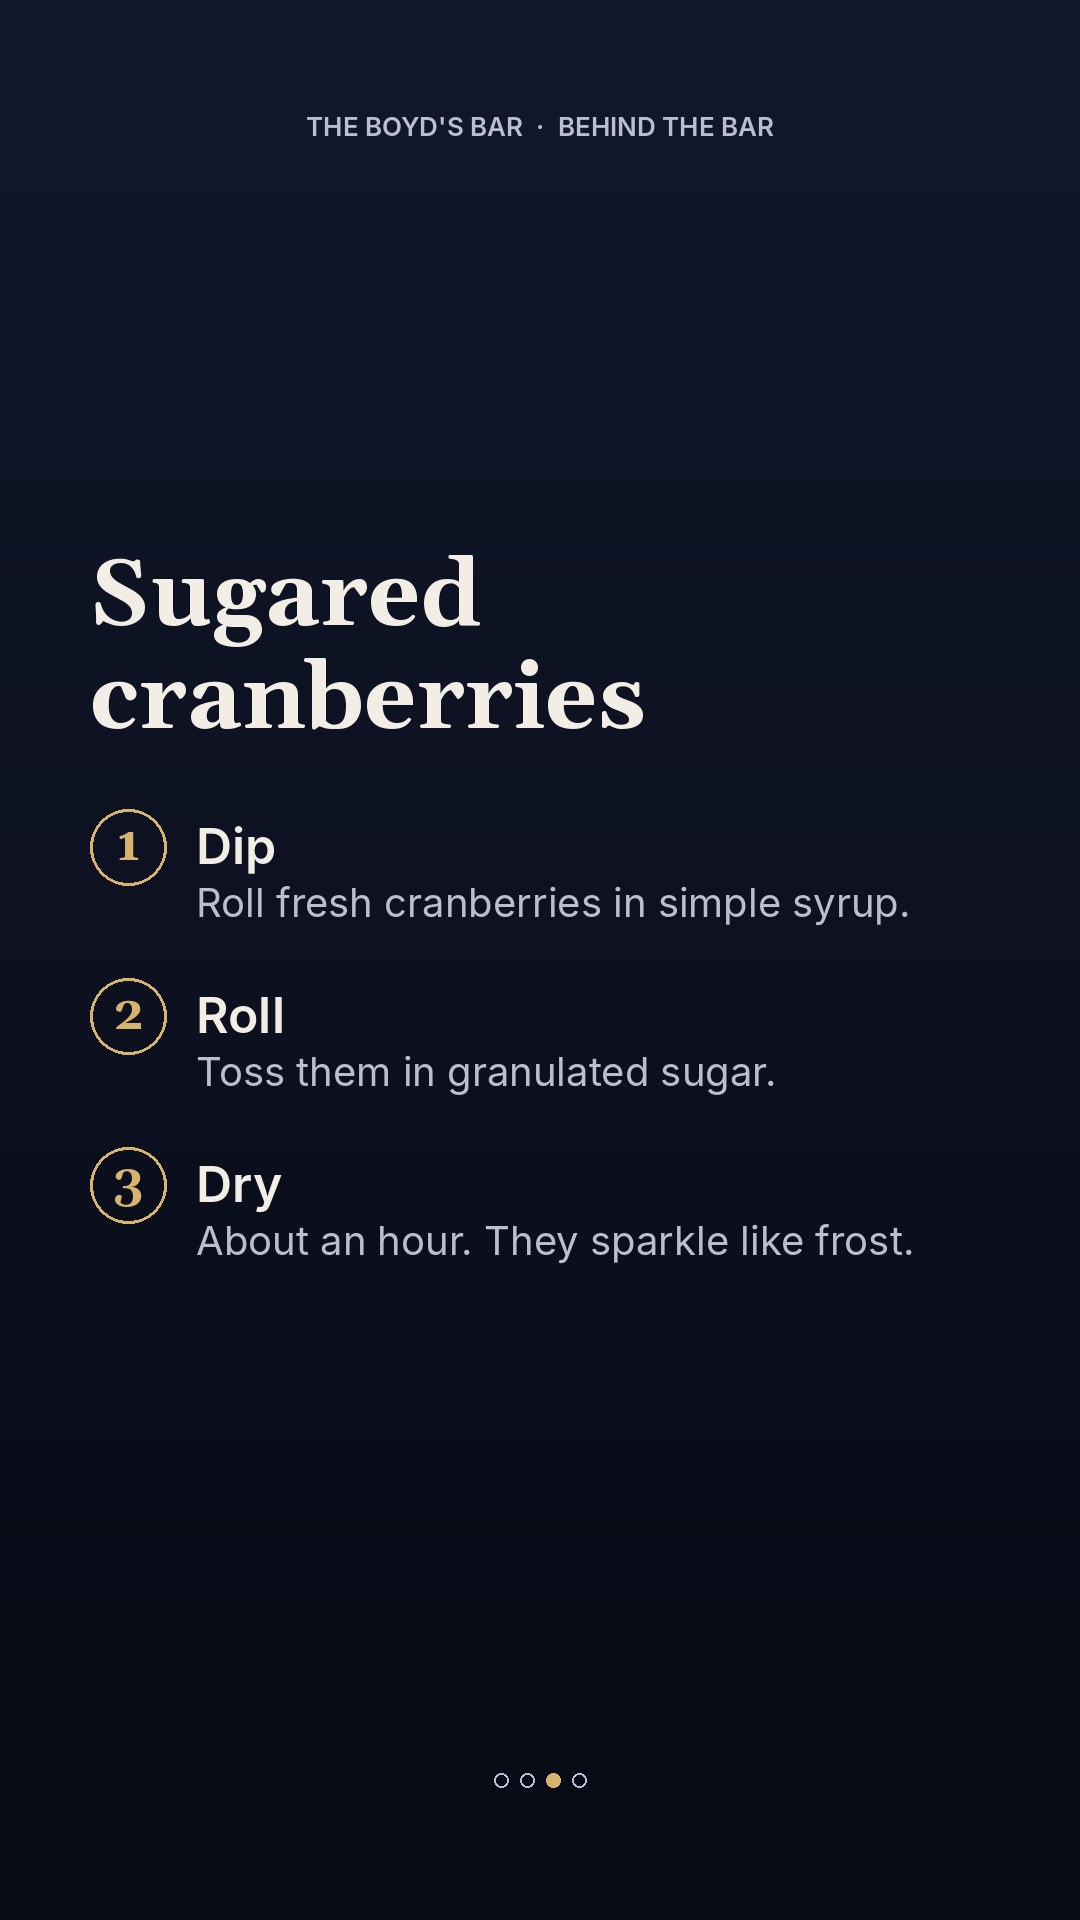 THE BOYD'S BAR · BEHIND THE BAR
Sugared
cranberries
1 Dip
Roll fresh cranberries in simple syrup.
2 Roll
Toss them in granulated sugar.
3 Dry
About an hour. They sparkle like frost.